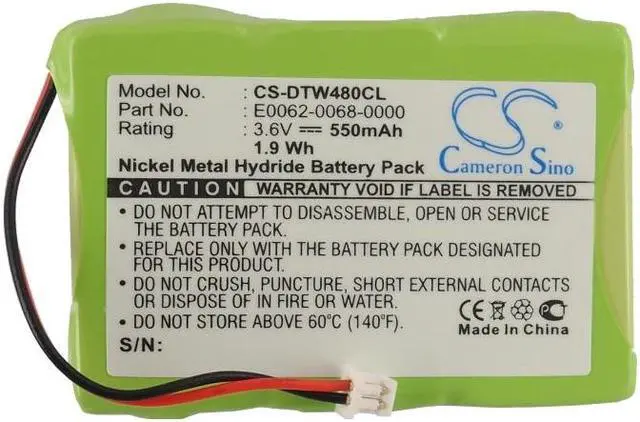 Model No. : CS-DTW480CL
Part No. : E0062-0068-0000
Rating : 3.6V 550mAh
1.9 Wh
CS
Cameron Sino
Nickel Metal Hydride Battery Pack
CAUTION WARRANTY VOID IF LABEL IS REMOVED
• DO NOT ATTEMPT TO DISASSEMBLE, OPEN OR SERVICE
THE BATTERY PACK.
• REPLACE ONLY WITH THE BATTERY PACK DESIGNATED
FOR THIS PRODUCT.
• DO NOT CRUSH, PUNCTURE, SHORT EXTERNAL CONTACTS
OR DISPOSE OF IN FIRE OR WATER.
• DO NOT STORE ABOVE 60°C (140°F).
CE
Made In China
S/N: